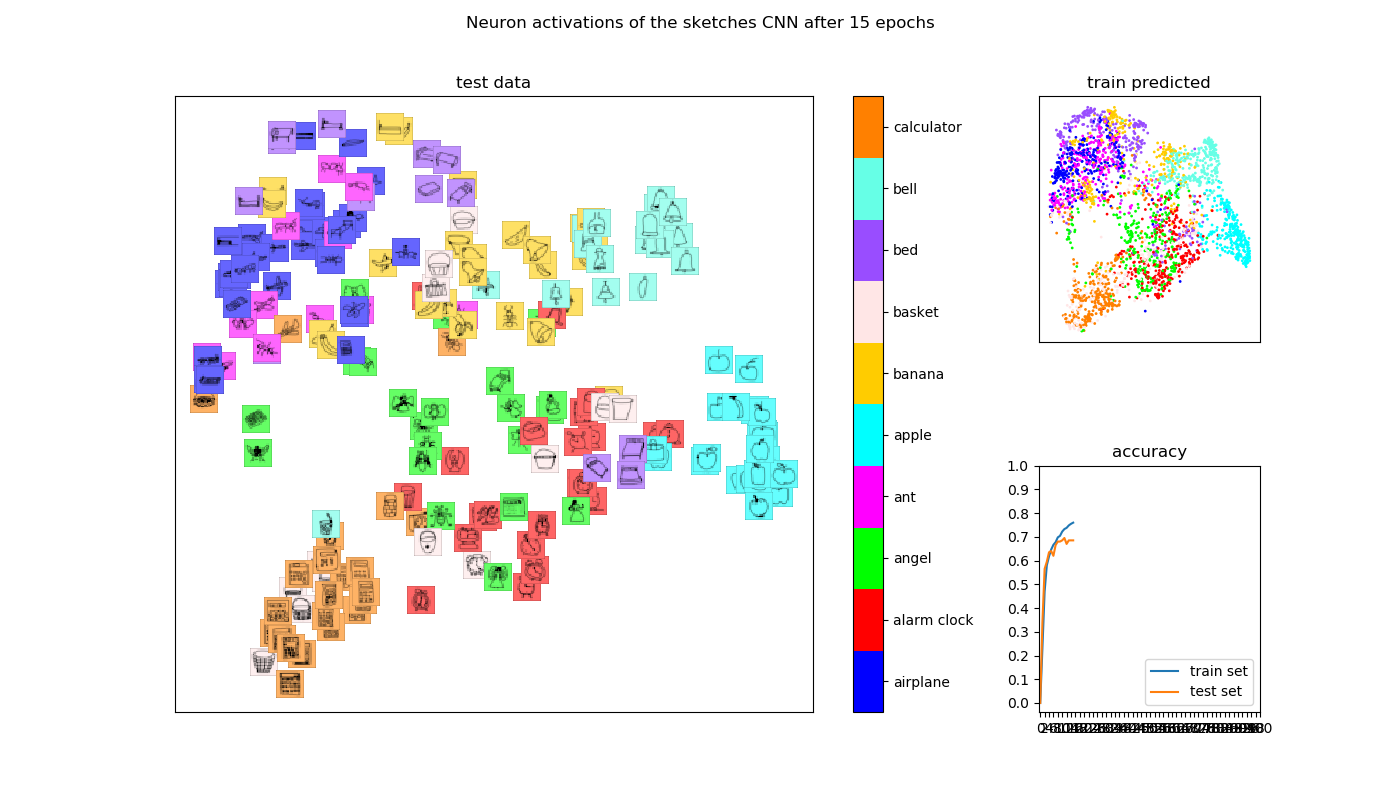 Neuron activations of the sketches CNN after 15 epochs
test data
calculator
bell
bed
basket
banana
apple
ant
angel
alarm clock
airplane
train predicted
accuracy
1.0
0.9
0.8
0.7
0.6
0.5
0.4
0.3
0.2
0.1
0.0
train set
test set